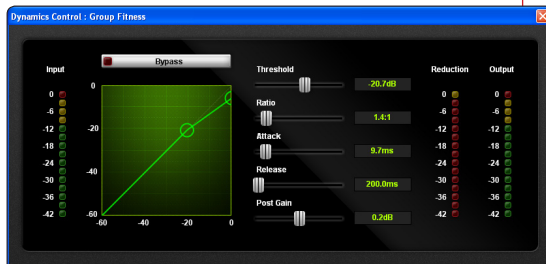 Dynamics Control : Group Fitness
Bypass
Input
Threshold
Reduction
Output
-20.7dB
Ratio
1.4:1
Attack
9.7ms
Release
200.0ms
Post Gain
0.2dB
0
-6
-12
-18
-24
-30
-36
-42
0
-20
-40
-60
-60
-40
-20
0
0
-6
-12
-18
-24
-30
-36
-42
0
-6
-12
-18
-24
-30
-36
-42